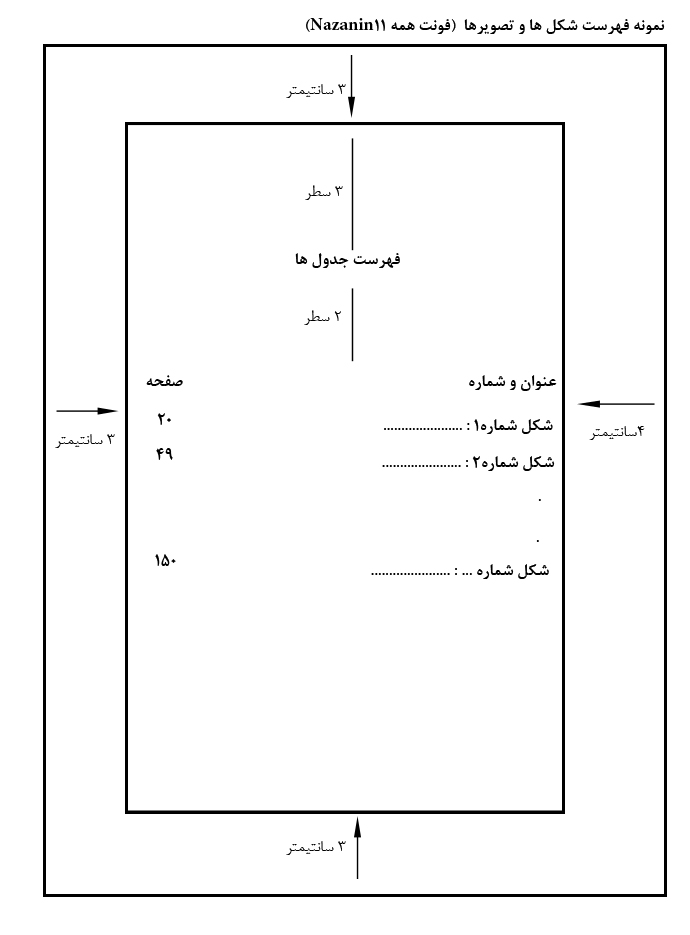 نمونه فهرست شکل ها و تصویرها (فونت همه Nazanin۱۱)
۳ سانتیمتر
۳ سطر
فهرست جدول ها
۲ سطر
عنوان و شماره صفحه
شکل شماره۱ : ...................... ۲۰
شکل شماره۲ : ...................... ۴۹
.
.
شکل شماره ... : ...................... ۱۵۰
۴سانتیمتر
۳ سانتیمتر
۳ سانتیمتر